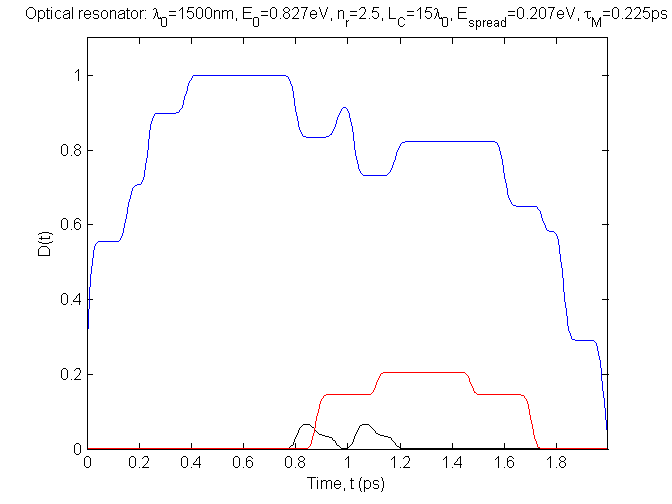 Optical resonator: λ0=1500nm, E0=0.827eV, nr=2.5, LC=15λ0, Espread=0.207eV, τM=0.225ps
1
0.8
0.6
0.4
0.2
0
D(t)
0 0.2 0.4 0.6 0.8 1 1.2 1.4 1.6 1.8
Time, t (ps)